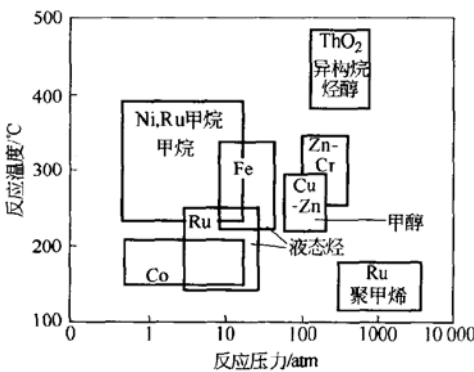 500
400
300
200
100
反应温度/℃
ThO₂
异构烷
烃醇
Ni,Ru甲烷
甲烷
Fe
Zn-
Cr
Cu
-Zn
甲醇
Ru
液态烃
Co
Ru
聚甲烯
0
1
10
100
1000
10 000
反应压力/atm